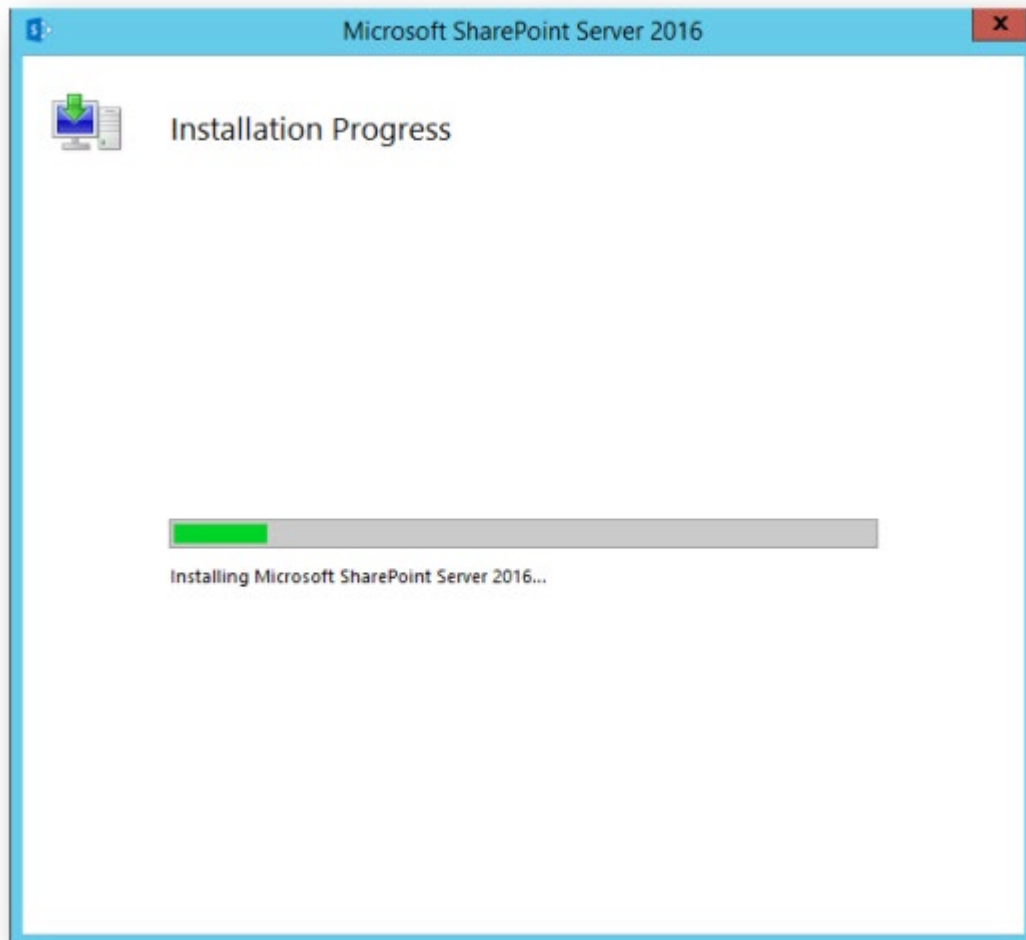 Microsoft SharePoint Server 2016
Installation Progress
Installing Microsoft SharePoint Server 2016...